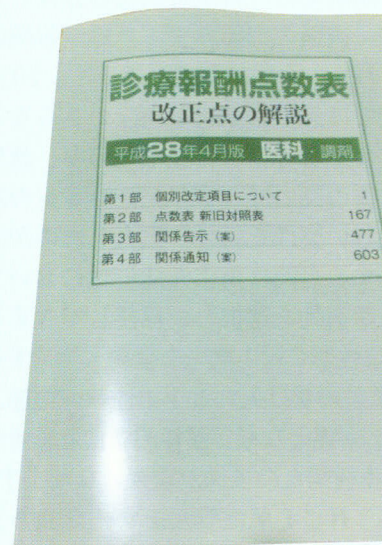 診療報酬点数表
改正点の解説
平成28年4月版 医科・調剤
第1部 個別改定項目について 1
第2部 点数表 新旧対照表 167
第3部 関係告示（案） 477
第4部 関係通知（案） 603